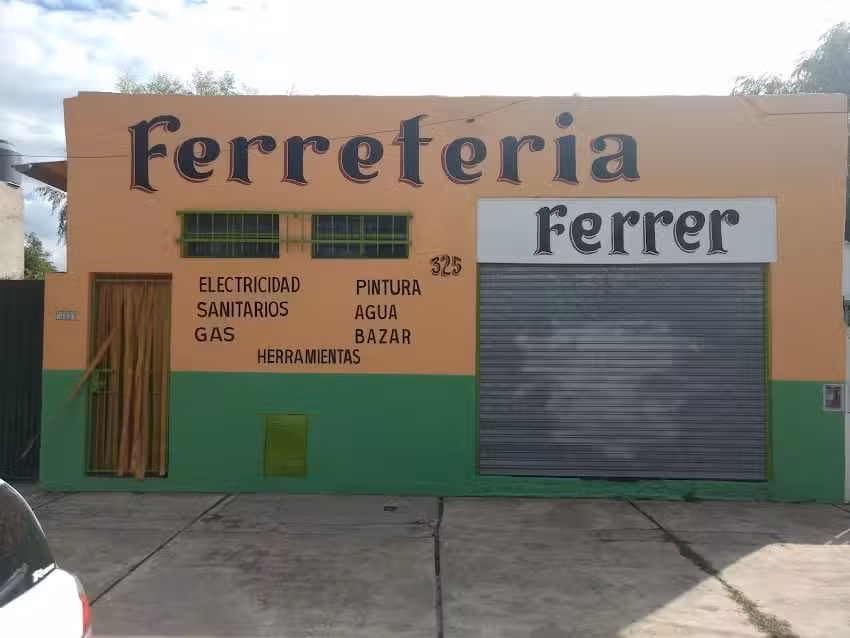 Ferreteria
Ferrer
325
ELECTRICIDAD PINTURA
SANITARIOS AGUA
GAS BAZAR
HERRAMIENTAS